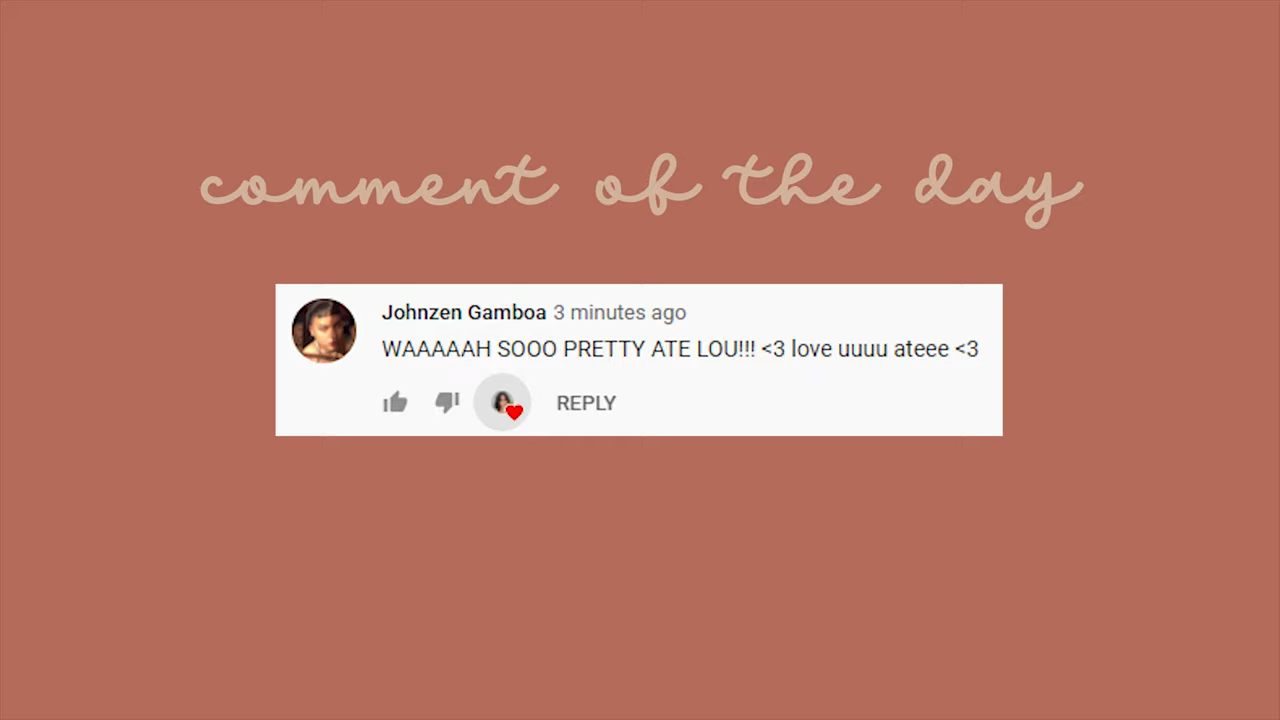 comment of the day
Johnzen Gamboa 3 minutes ago
WAAAAAH SOOO PRETTY ATE LOU!!! <3 love uuuu ateee <3
REPLY